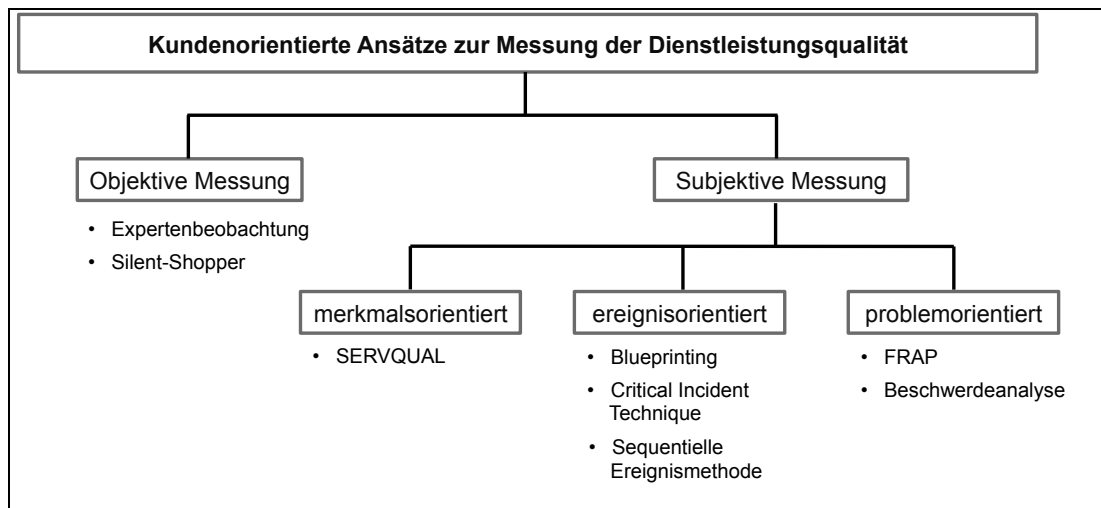 Kundenorientierte Ansätze zur Messung der Dienstleistungsqualität
Objektive Messung
• Expertenbeobachtung
• Silent-Shopper
Subjektive Messung
merkmalsorientiert
• SERVQUAL
ereignisorientiert
• Blueprinting
• Critical Incident
Technique
• Sequentielle
Ereignismethode
problemorientiert
• FRAP
• Beschwerdeanalyse